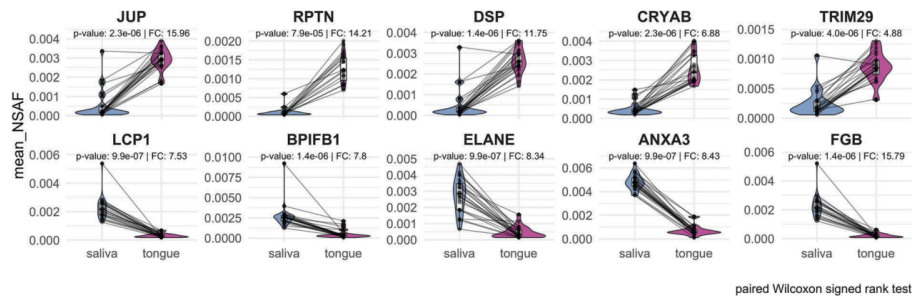 JUP RPTN DSP CRYAB TRIM29
p-value: 2.3e-06 | FC: 15.96 p-value: 7.9e-05 | FC: 14.21 p-value: 1.4e-06 | FC: 11.75 p-value: 2.3e-06 | FC: 6.88 p-value: 4.0e-06 | FC: 4.88
0.004 0.0020 0.004 0.004 0.0015
0.003 0.0015 0.003 0.003 0.0010
0.002 0.0010 0.002 0.002 0.0005
0.001 0.0005 0.001 0.001
0.000 0.0000 0.000 0.000 0.0000
mean_NSAF
LCP1 BPIFB1 ELANE ANXA3 FGB
p-value: 9.9e-07 | FC: 7.53 p-value: 1.4e-06 | FC: 7.8 p-value: 9.9e-07 | FC: 8.34 p-value: 9.9e-07 | FC: 8.43 p-value: 1.4e-06 | FC: 15.79
0.006 0.0100 0.005 0.006 0.006
0.004 0.0075 0.004 0.004 0.004
0.002 0.0050 0.003 0.002 0.002
0.000 0.0025 0.002 0.000 0.000
0.0000 0.001
0.000
saliva tongue saliva tongue saliva tongue saliva tongue saliva tongue
paired Wilcoxon signed rank test